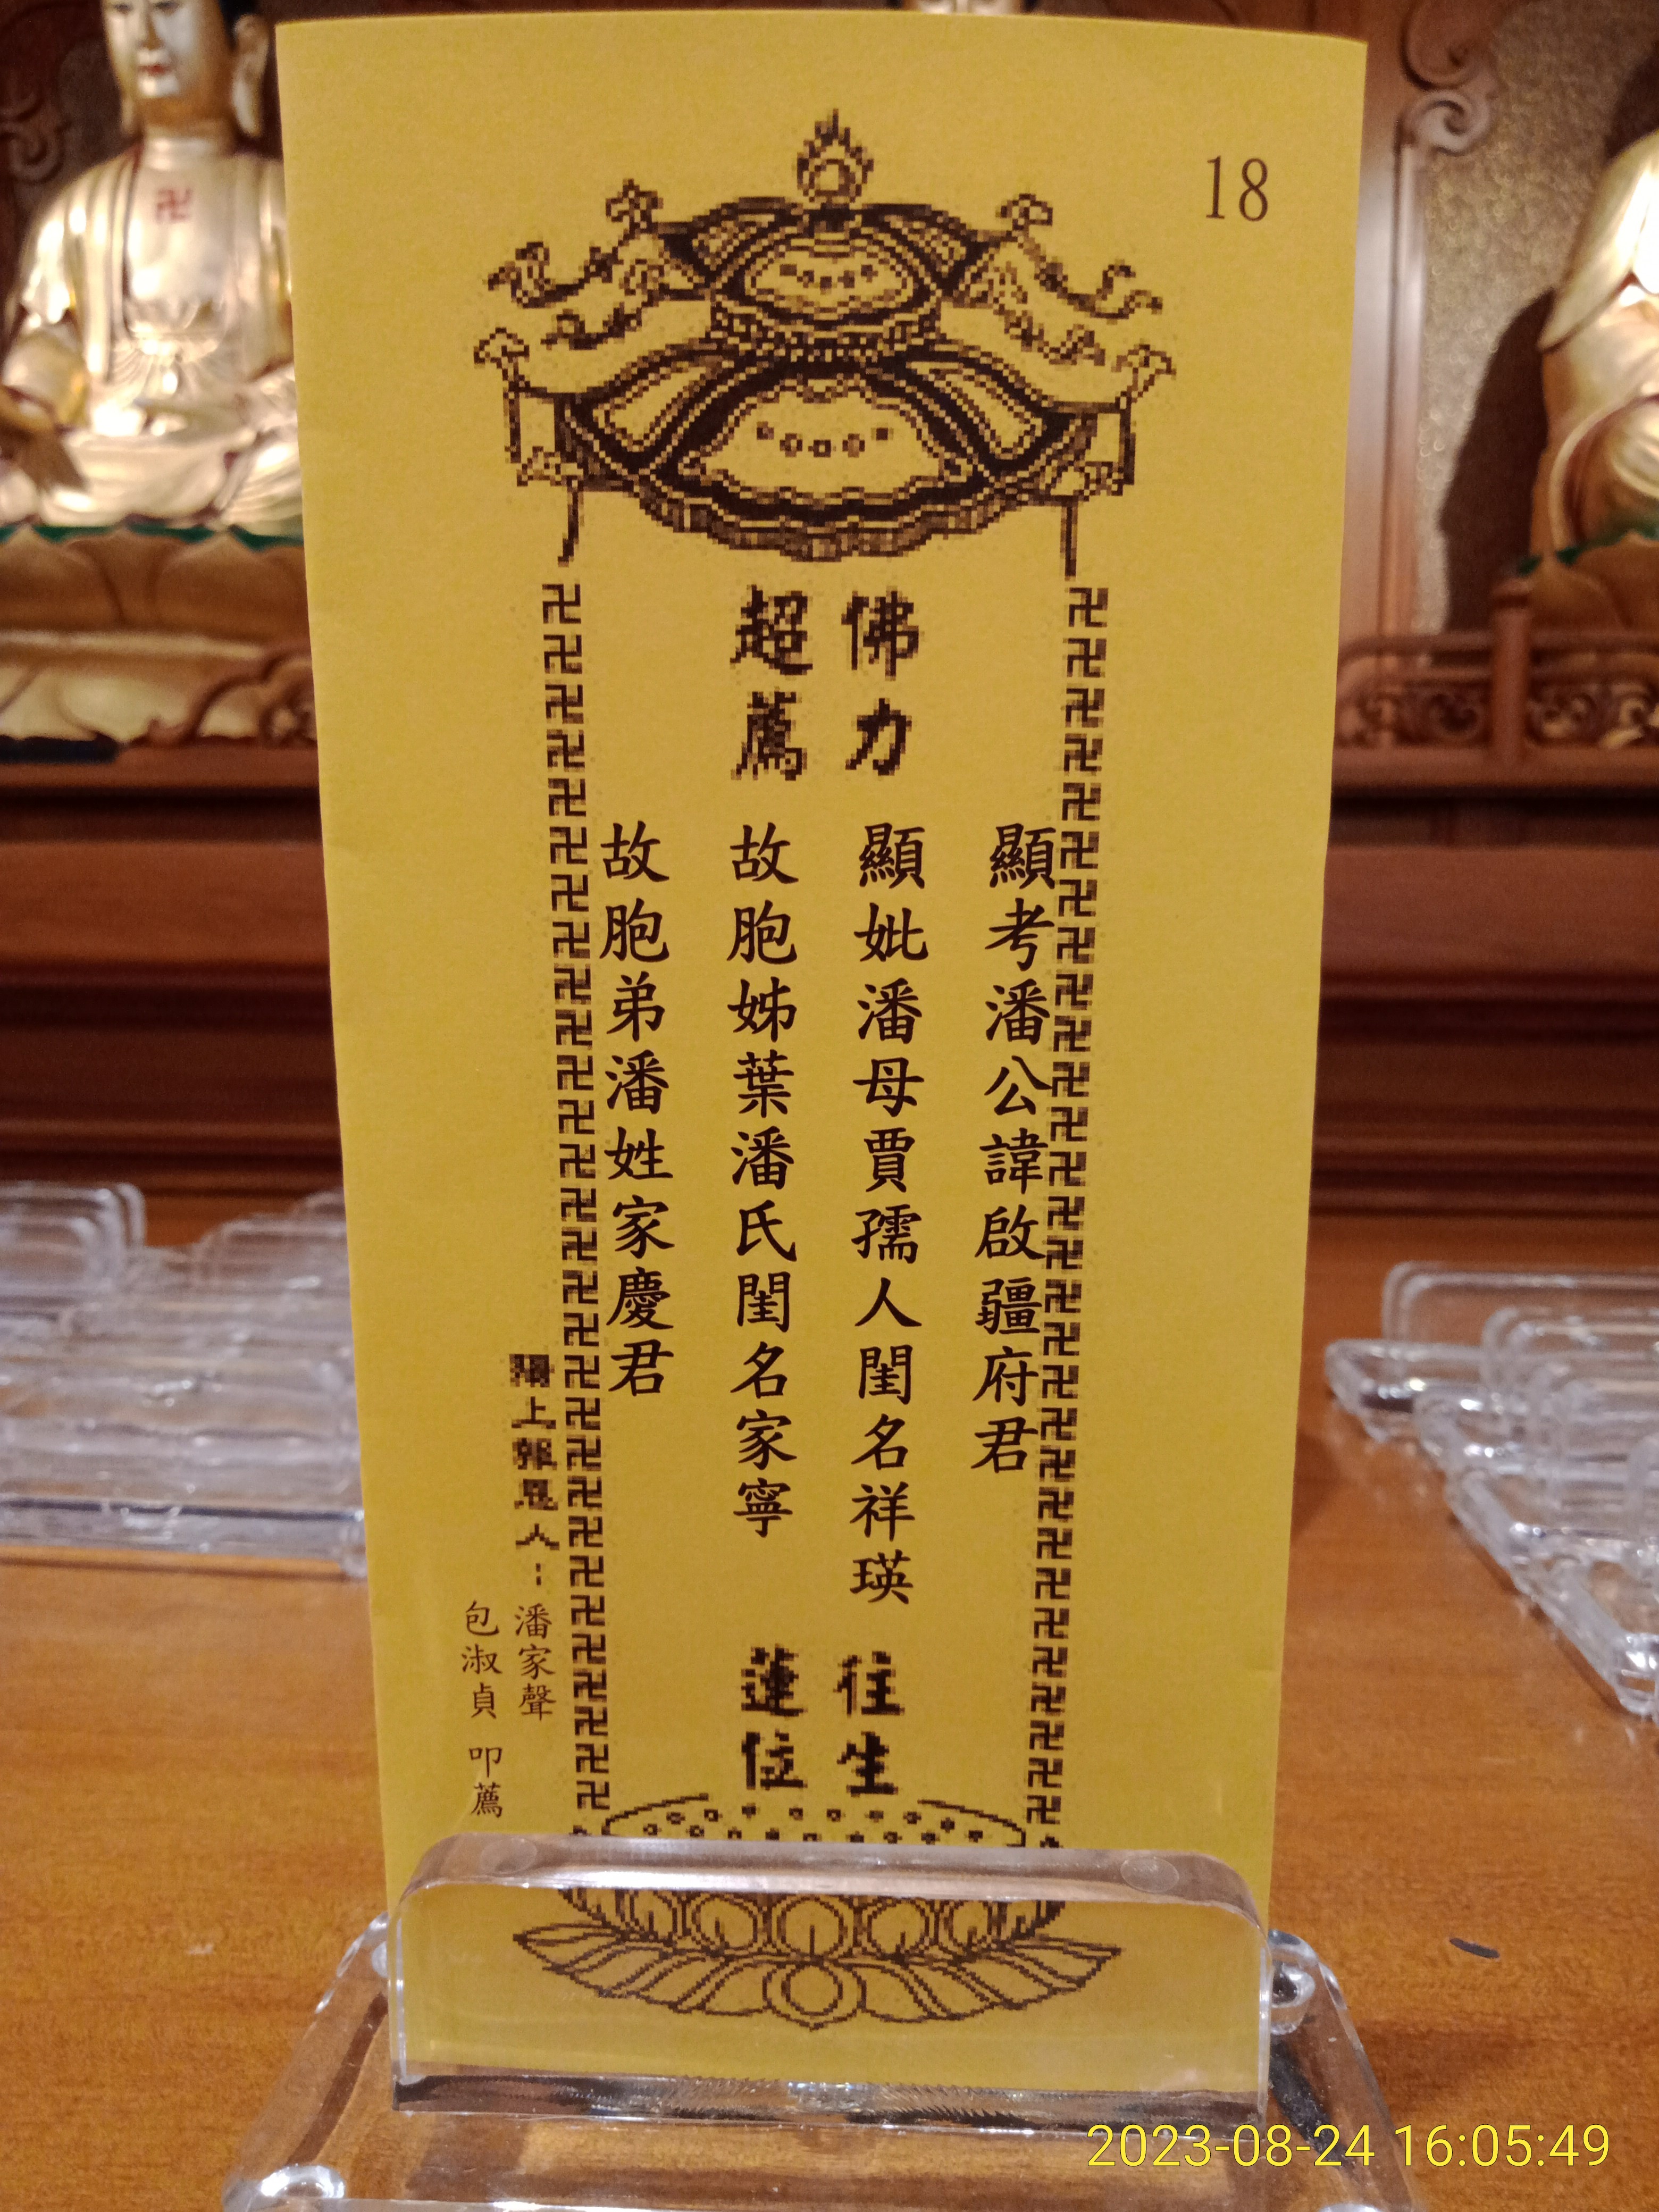 18
佛力
超薦
顯考潘公諱啟疆府君
顯妣潘母賈孺人閨名祥瑛
故胞姊葉潘氏閨名家寧
故胞弟潘姓家慶君
往生
蓮位
陽上報恩人：潘家聲
包淑貞
叩薦
2023-08-24 16:05:49